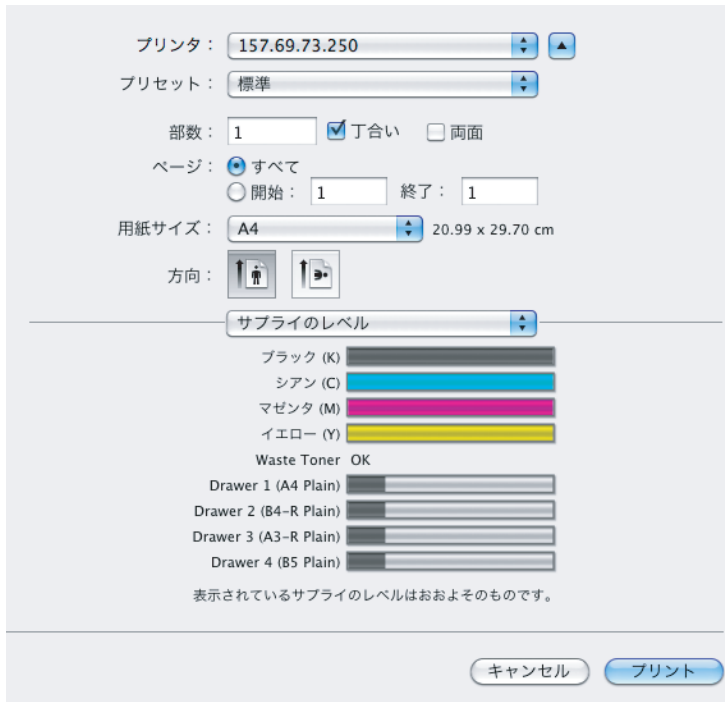 プリンタ： 157.69.73.250
プリセット： 標準
部数： 1 丁合い 両面
ページ： すべて
開始： 1 終了： 1
用紙サイズ： A4 20.99 x 29.70 cm
方向：
サプライのレベル
ブラック (K)
シアン (C)
マゼンタ (M)
イエロー (Y)
Waste Toner OK
Drawer 1 (A4 Plain)
Drawer 2 (B4-R Plain)
Drawer 3 (A3-R Plain)
Drawer 4 (B5 Plain)
表示されているサプライのレベルはおおよそのものです。
キャンセル プリント